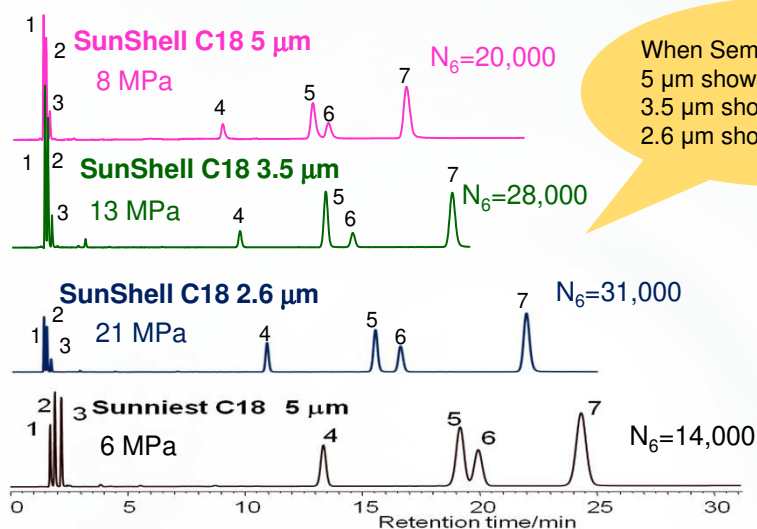 1
SunShell C18 5 μm
2
8 MPa
3
4
5
6
7
N6=20,000
When Sem
5 μm show
3.5 μm sho
2.6 μm sho
1
2
SunShell C18 3.5 μm
13 MPa
3
4
5
6
7
N6=28,000
SunShell C18 2.6 μm
2
1
3
21 MPa
4
5
6
7
N6=31,000
2
3
Sunniest C18 5 μm
1
6 MPa
4
5
6
7
N6=14,000
0 5 10 15 20 25 30
Retention time/min